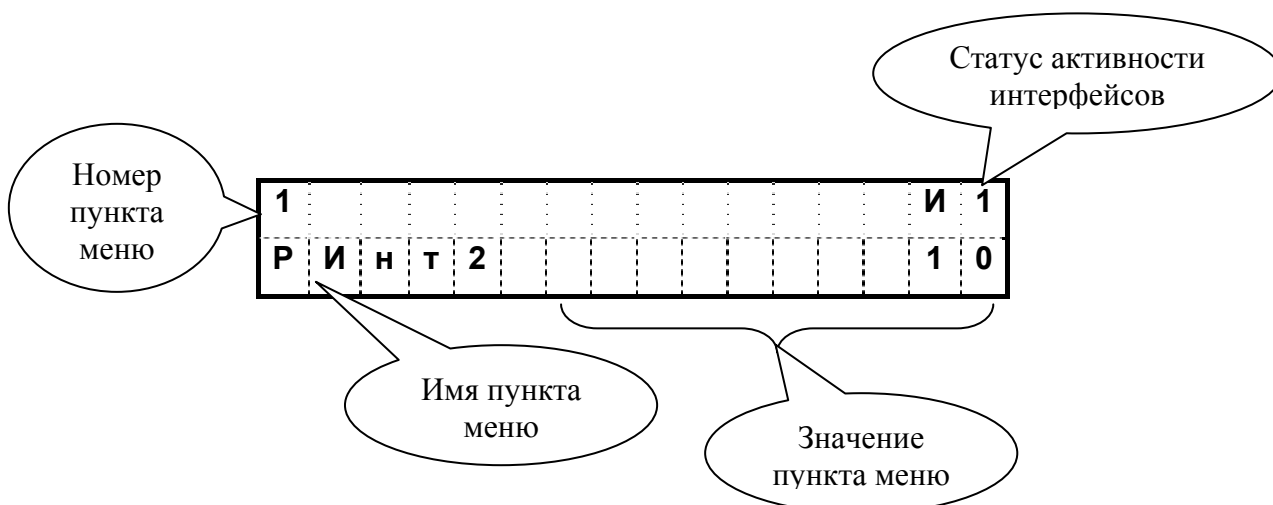 Статус активности
интерфейсов
Номер
пункта
меню
1 И 1
Р И н т 2 1 0
Имя пункта
меню
Значение
пункта меню